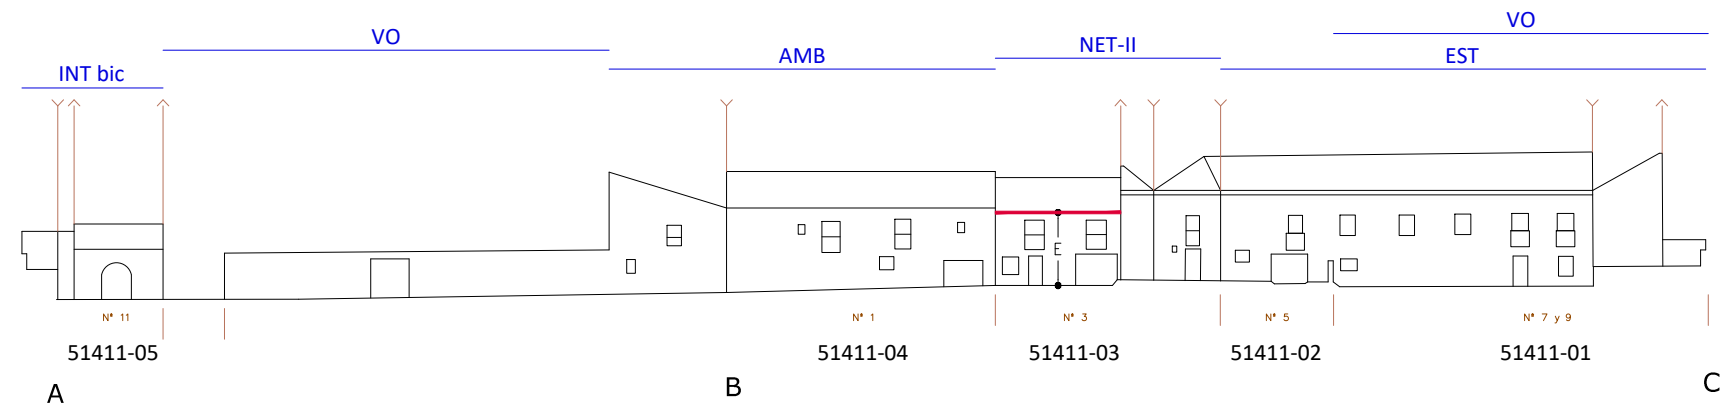 VO
VO
NET-II
AMB
EST
INT bic
E
Nº 11
Nº 1
Nº 3
Nº 5
Nº 7 y 9
51411-05
51411-04
51411-03
51411-02
51411-01
A
B
C